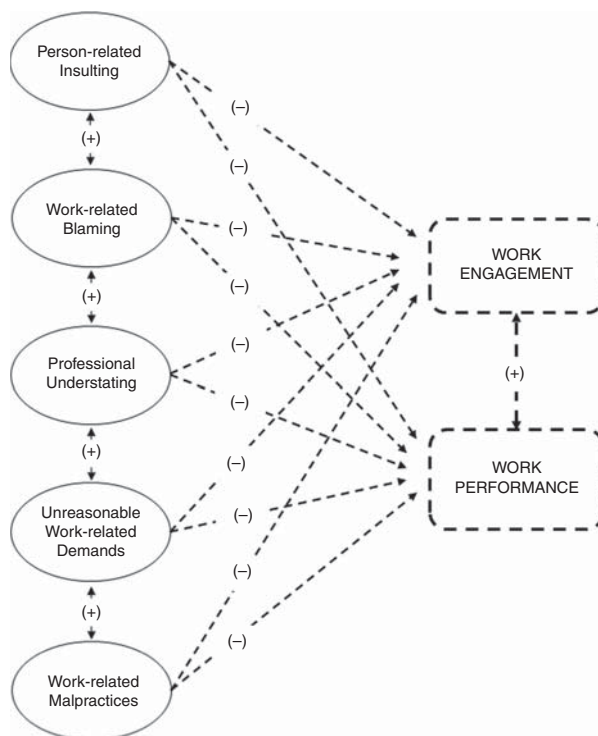 Person-related
Insulting
(–)
(+)
(–)
Work-related
Blaming
(–)
WORK
ENGAGEMENT
(–)
(+)
(–)
Professional
Understating
(+)
(–)
(+)
(–)
WORK
PERFORMANCE
Unreasonable
Work-related
Demands
(–)
(–)
(+)
(–)
Work-related
Malpractices